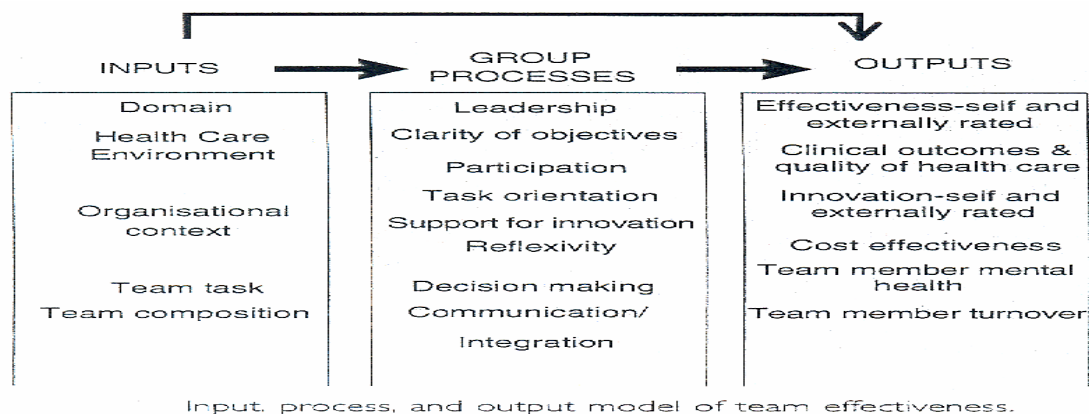 INPUTS
GROUP
PROCESSES
OUTPUTS
Domain
Health Care
Environment
Organisational
context
Team task
Team composition
Leadership
Clarity of objectives
Participation
Task orientation
Support for innovation
Reflexivity
Decision making
Communication/
Integration
Effectiveness-self and
externally rated
Clinical outcomes &
quality of health care
Innovation-self and
externally rated
Cost effectiveness
Team member mental
health
Team member turnover
Input, process, and output model of team effectiveness.